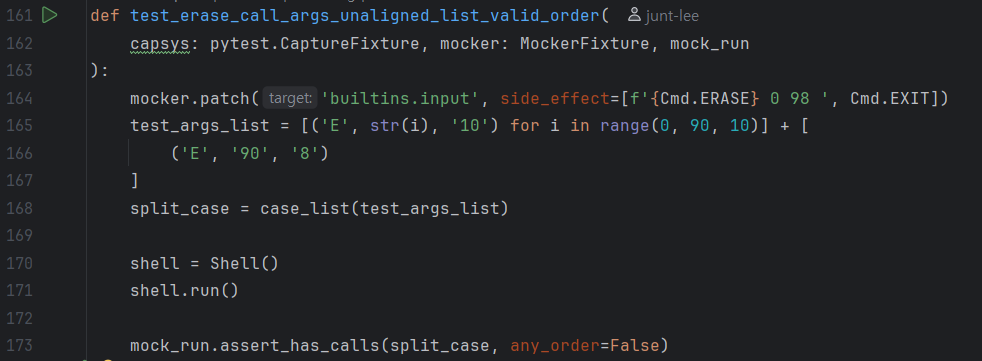 161 def test_erase_call_args_unaligned_list_valid_order( junt-lee
162 capsys: pytest.CaptureFixture, mocker: MockerFixture, mock_run
163 ):
164 mocker.patch( target: 'builtins.input', side_effect=[f'{Cmd.ERASE} 0 98 ', Cmd.EXIT])
165 test_args_list = [('E', str(i), '10') for i in range(0, 90, 10)] + [
166 ('E', '90', '8')
167 ]
168 split_case = case_list(test_args_list)
169
170 shell = Shell()
171 shell.run()
172
173 mock_run.assert_has_calls(split_case, any_order=False)